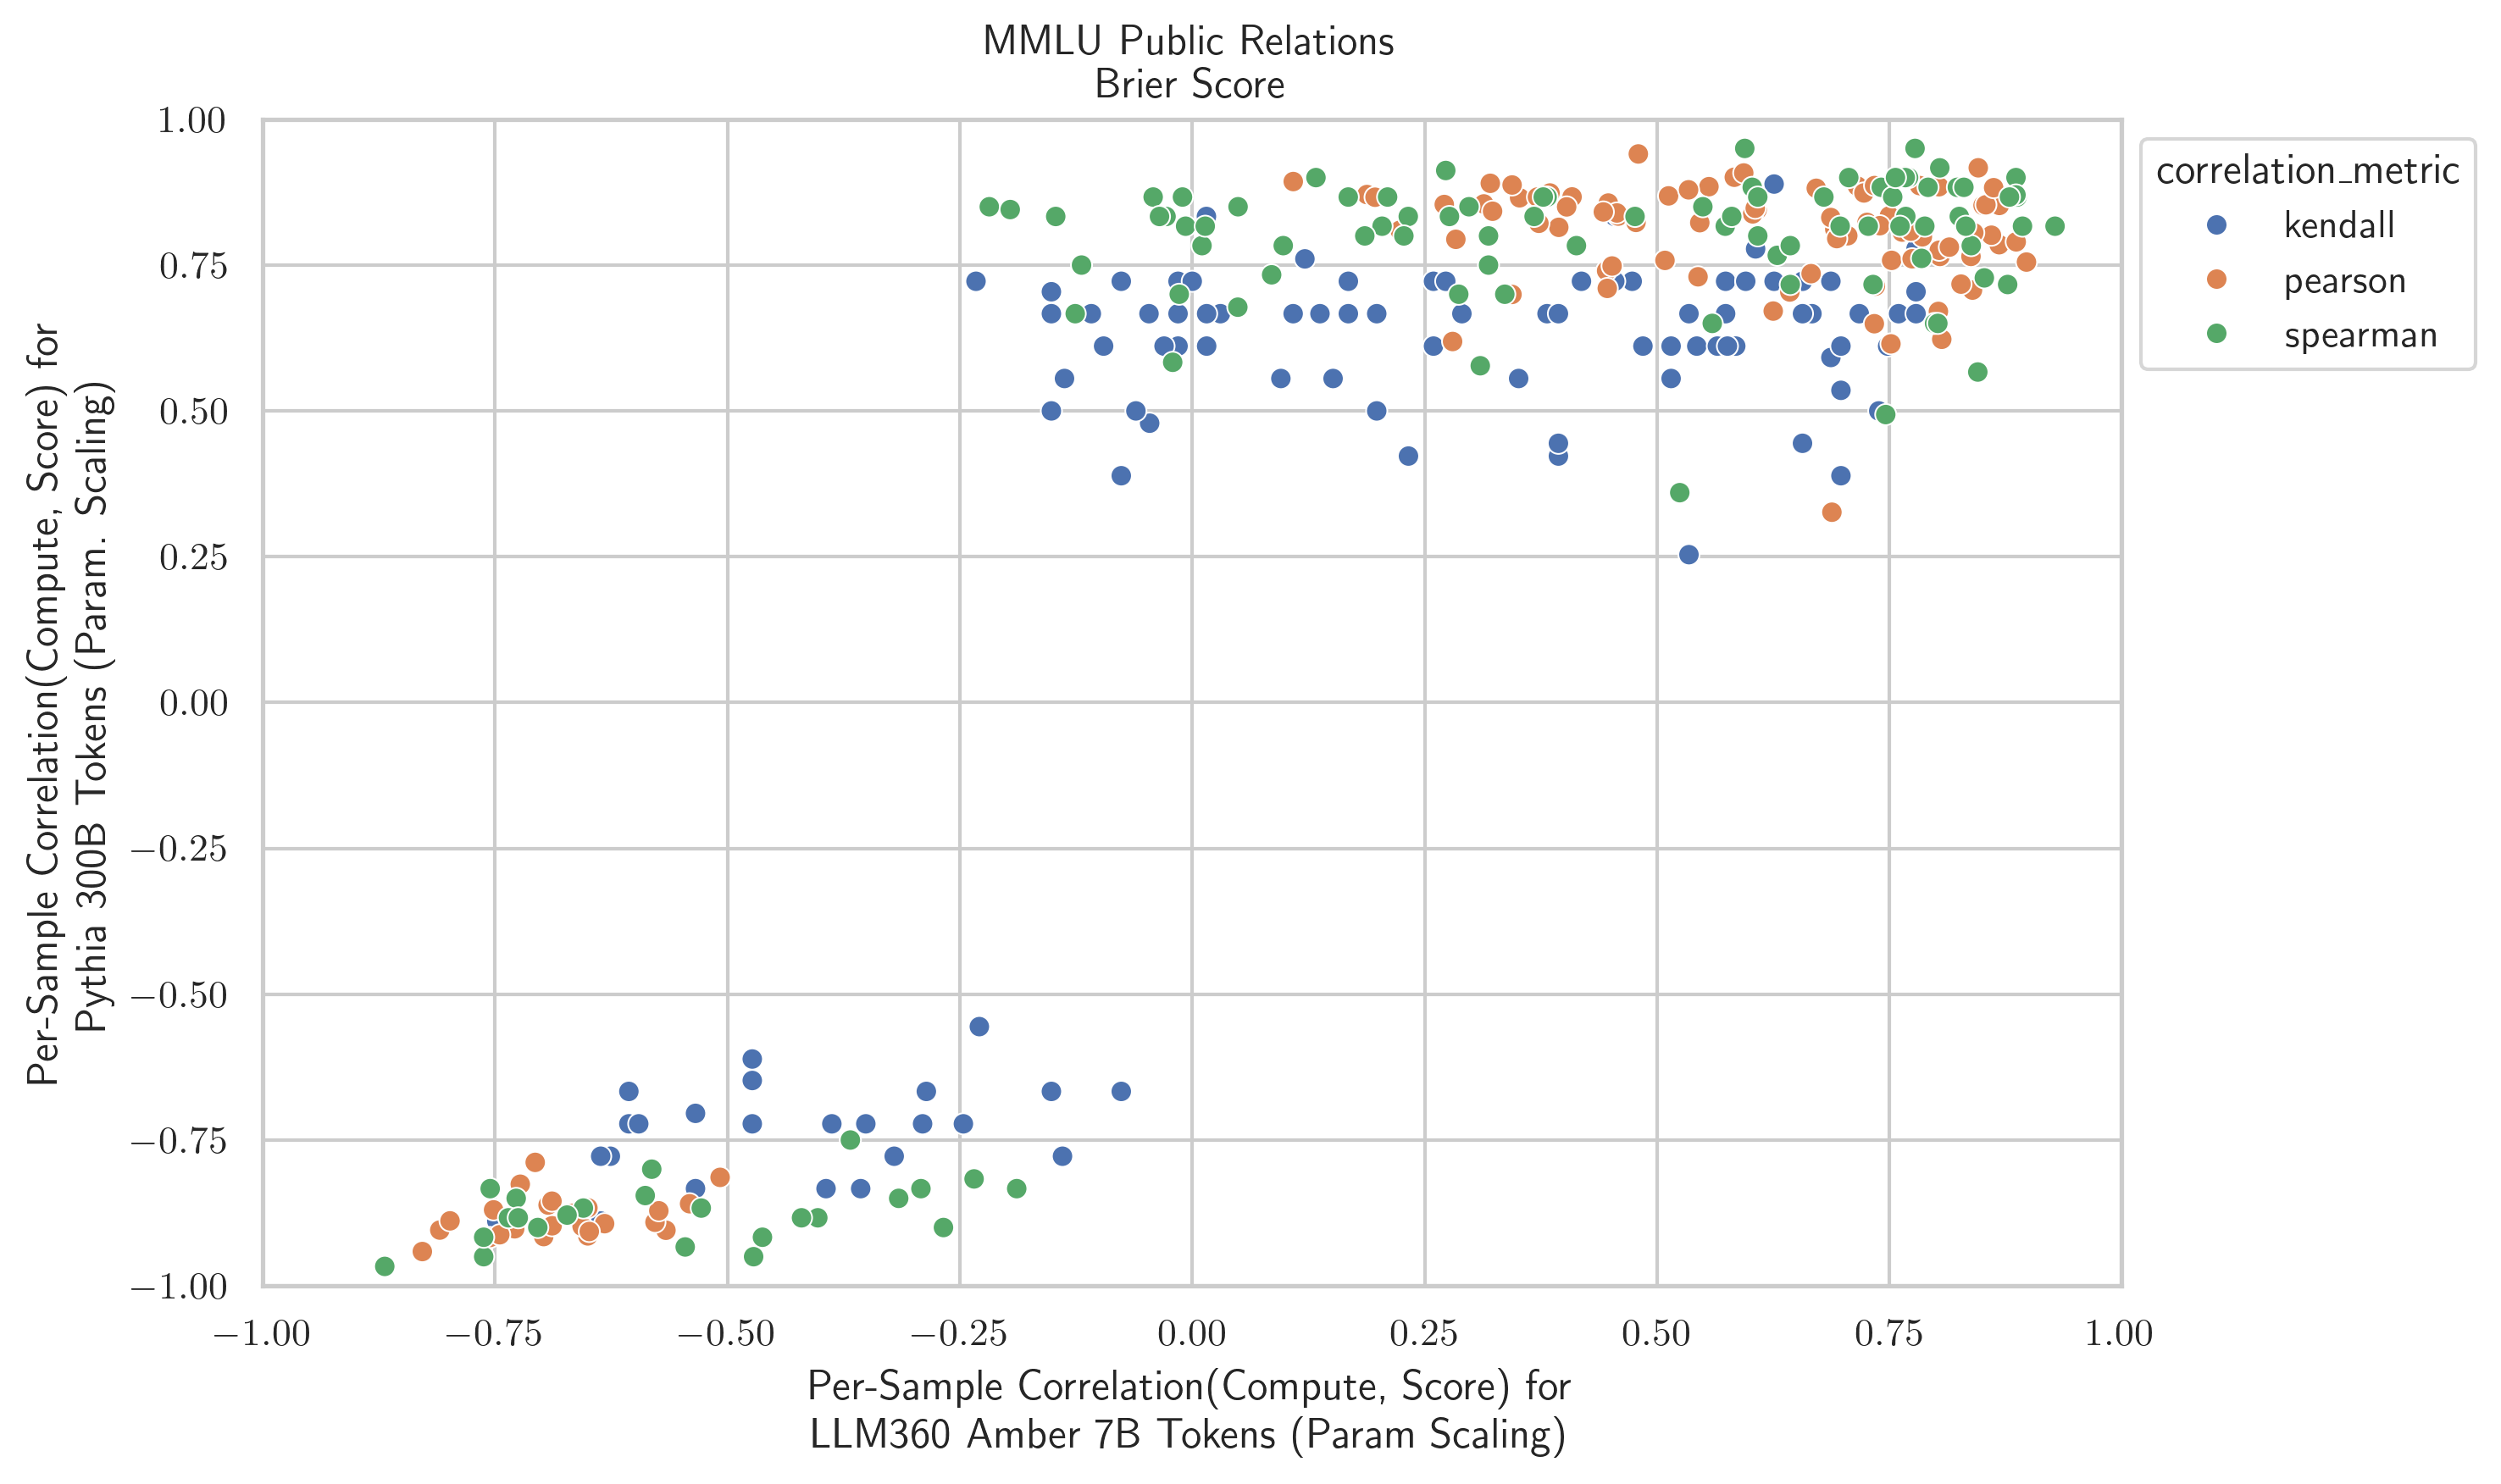 MMLU Public Relations
Brier Score
Per-Sample Correlation(Compute, Score) for
Pythia 300B Tokens (Param. Scaling)
1.00
0.75
0.50
0.25
0.00
−0.25
−0.50
−0.75
−1.00
−1.00 −0.75 −0.50 −0.25 0.00 0.25 0.50 0.75 1.00
Per-Sample Correlation(Compute, Score) for
LLM360 Amber 7B Tokens (Param Scaling)
correlation_metric
kendall
pearson
spearman